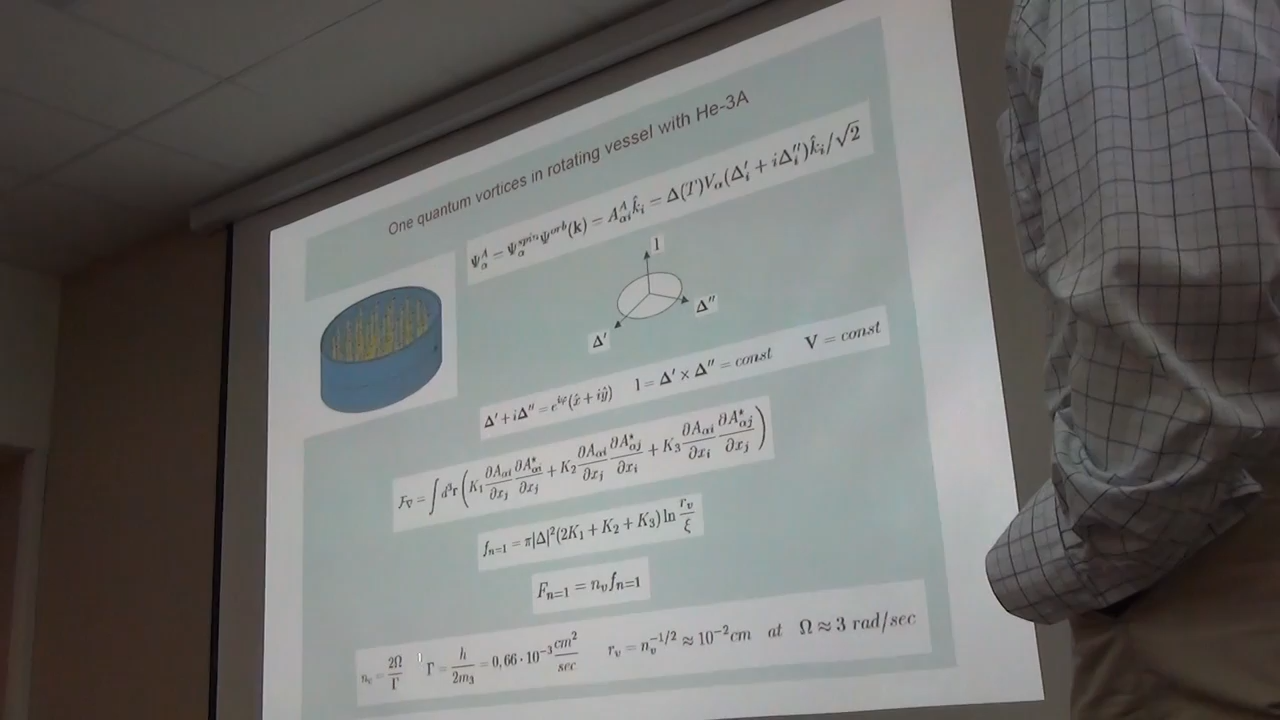 One quantum vortices in rotating vessel with He-3A
Ψ_α^A = Ψ_α^{spin} Ψ^{orb}(k) = A_{αi}^A k̂_i = Δ(T)V_α(Δ'_i + iΔ''_i)k̂_i/√2
l
Δ''
Δ'
Δ' + iΔ'' = e^{iφ}(x̂ + iŷ) l = Δ' × Δ'' = const V = const
F_∇ = ∫ d³r (K_1 ∂A_{αi}/∂x_j ∂A*_{αi}/∂x_j + K_2 ∂A_{αi}/∂x_j ∂A*_{αj}/∂x_i + K_3 ∂A_{αi}/∂x_i ∂A*_{αj}/∂x_j)
f_{n=1} = π|Δ|²(2K_1 + K_2 + K_3) ln r_v/ξ
F_{n=1} = n_v f_{n=1}
n_v = 2Ω/Γ Γ = h/2m_3 = 0,66 · 10^{-3} cm²/sec r_v = n_v^{-1/2} ≈ 10^{-2}cm at Ω ≈ 3 rad/sec